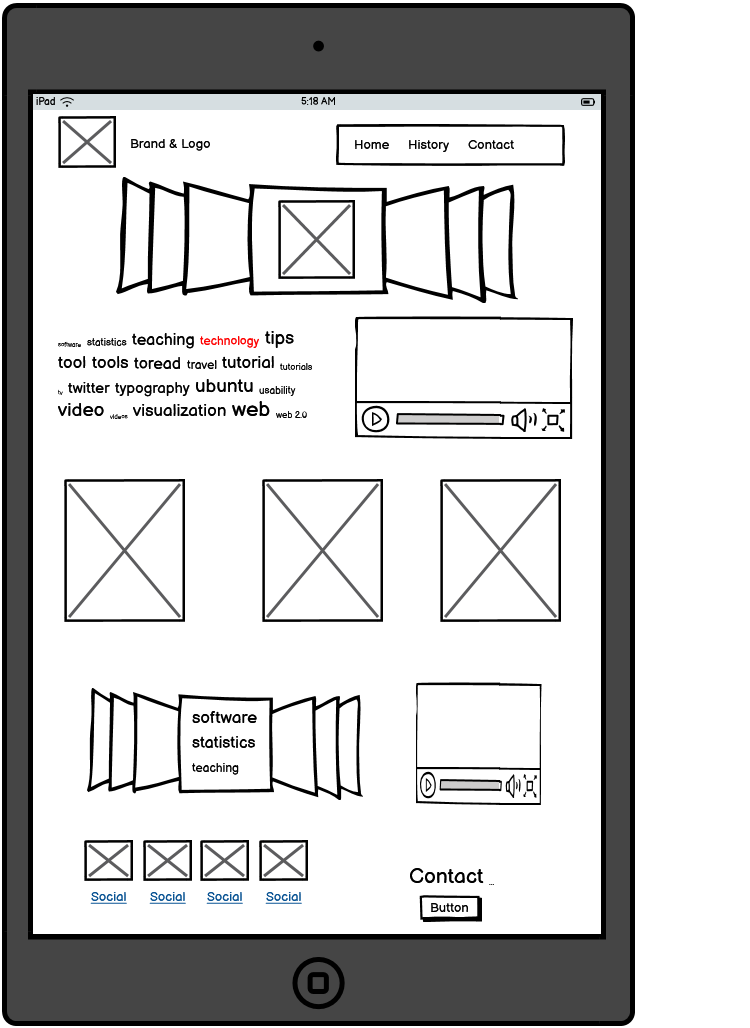 iPad 5:18 AM
Brand & Logo
Home History Contact
software statistics teaching technology tips
tool tools toread travel tutorial tutorials
tv twitter typography ubuntu usability
video videos visualization web web 2.0
software
statistics
teaching
Social Social Social Social
Contact ...
Button